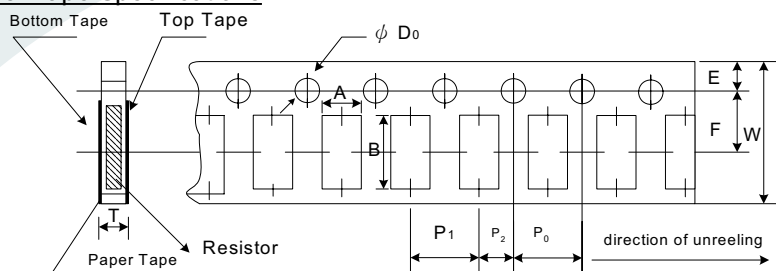 Bottom Tape
Top Tape
ψ D0
A
B
E
F
W
T
P1
P2
P0
direction of unreeling
Resistor
Paper Tape